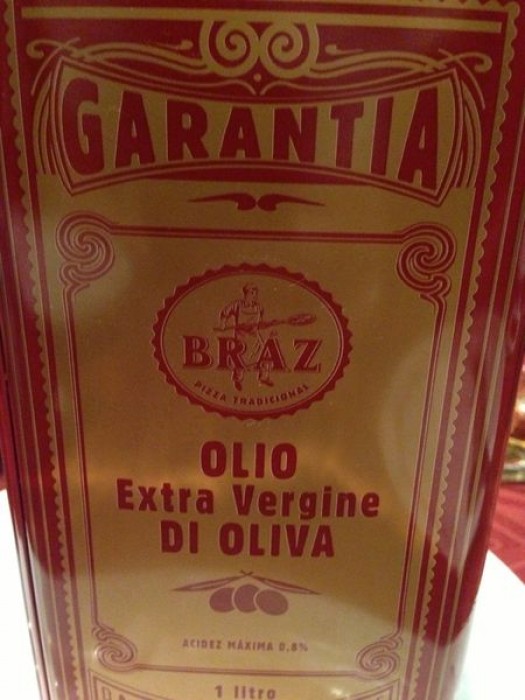 GARANTIA
BRAZ
PIZZA TRADICIONAL
OLIO
Extra Vergine
DI OLIVA
ACIDEZ MÁXIMA 0,8%
1 litro